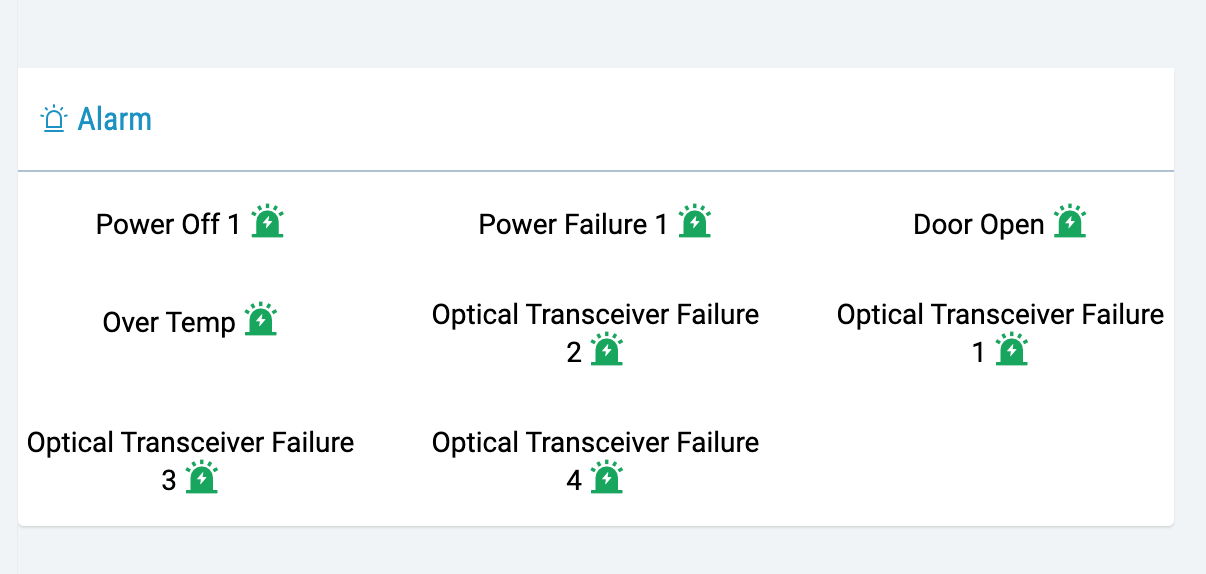 Alarm
Power Off 1
Power Failure 1
Door Open
Over Temp
Optical Transceiver Failure
2
Optical Transceiver Failure
1
Optical Transceiver Failure
3
Optical Transceiver Failure
4